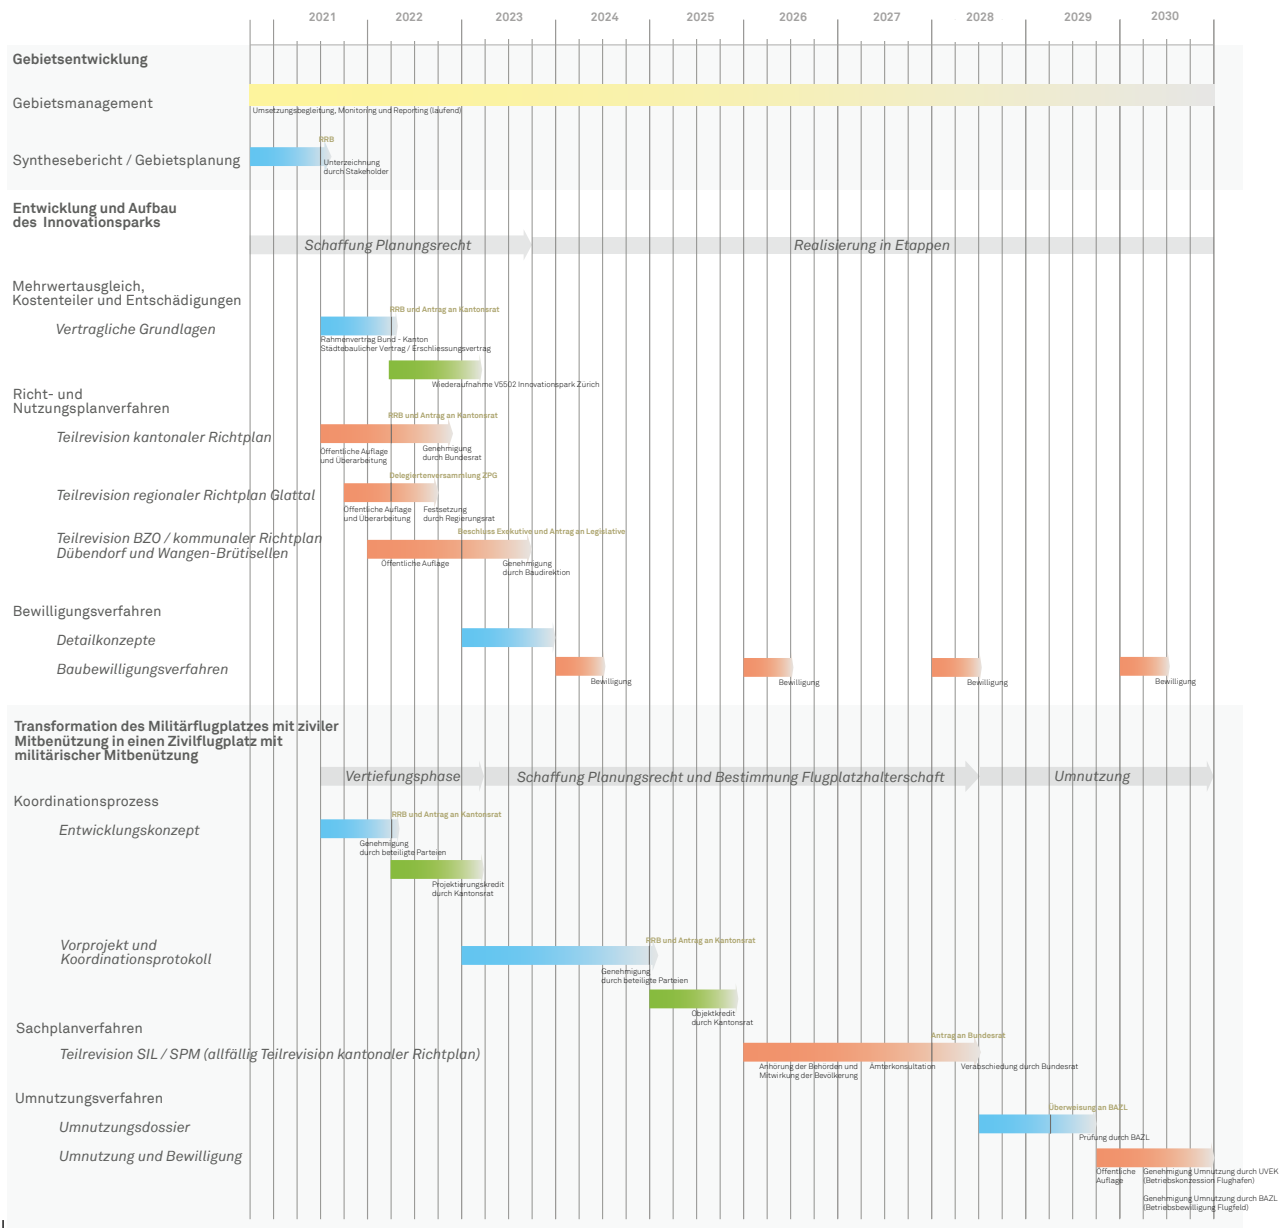 2021 2022 2023 2024 2025 2026 2027 2028 2029 2030
Gebietsentwicklung
Gebietsmanagement
Umsetzungsbegleitung, Monitoring und Reporting (laufend)
RRB
Synthesebericht / Gebietsplanung
Unterzeichnung
durch Stakeholder
Entwicklung und Aufbau
des Innovationsparks
Schaffung Planungsrecht
Realisierung in Etappen
Mehrwertausgleich,
Kostenteiler und Entschädigungen
RRB und Antrag an Kantonsrat
Vertragliche Grundlagen
Rahmenvertrag Bund - Kanton
Städtebaulicher Vertrag / Erschliessungsvertrag
Wiederaufnahme V5502 Innovationspark Zürich
Richt- und
Nutzungsplanverfahren
RRB und Antrag an Kantonsrat
Teilrevision kantonaler Richtplan
Öffentliche Auflage
und Überarbeitung
Genehmigung
durch Bundesrat
Delegiertenversammlung ZPG
Teilrevision regionaler Richtplan Glattal
Öffentliche Auflage
und Überarbeitung
Festsetzung
durch Regierungsrat
Beschluss Exekutive und Antrag an Legislative
Teilrevision BZO / kommunaler Richtplan
Dübendorf und Wangen-Brütisellen
Öffentliche Auflage
Genehmigung
durch Baudirektion
Bewilligungsverfahren
Detailkonzepte
Baubewilligungsverfahren
Bewilligung
Bewilligung
Bewilligung
Bewilligung
Transformation des Militärflugplatzes mit ziviler
Mitbenützung in einen Zivilflugplatz mit
militärischer Mitbenützung
Vertiefungsphase
Schaffung Planungsrecht und Bestimmung Flugplatzhalterschaft
Umnutzung
Koordinationsprozess
RRB und Antrag an Kantonsrat
Entwicklungskonzept
Genehmigung
durch beteiligte Parteien
Projektierungskredit
durch Kantonsrat
RRB und Antrag an Kantonsrat
Vorprojekt und
Koordinationsprotokoll
Genehmigung
durch beteiligte Parteien
Objektkredit
durch Kantonsrat
Sachplanverfahren
Antrag an Bundesrat
Teilrevision SIL / SPM (allfällig Teilrevision kantonaler Richtplan)
Anhörung der Behörden und
Mitwirkung der Bevölkerung
Ämterkonsultation
Verabschiedung durch Bundesrat
Umnutzungsverfahren
Überweisung an BAZL
Umnutzungsdossier
Prüfung durch BAZL
Umnutzung und Bewilligung
Öffentliche
Auflage
Genehmigung Umnutzung durch UVEK
(Betriebskonzession Flughafen)
Genehmigung Umnutzung durch BAZL
(Betriebsbewilligung Flugfeld)